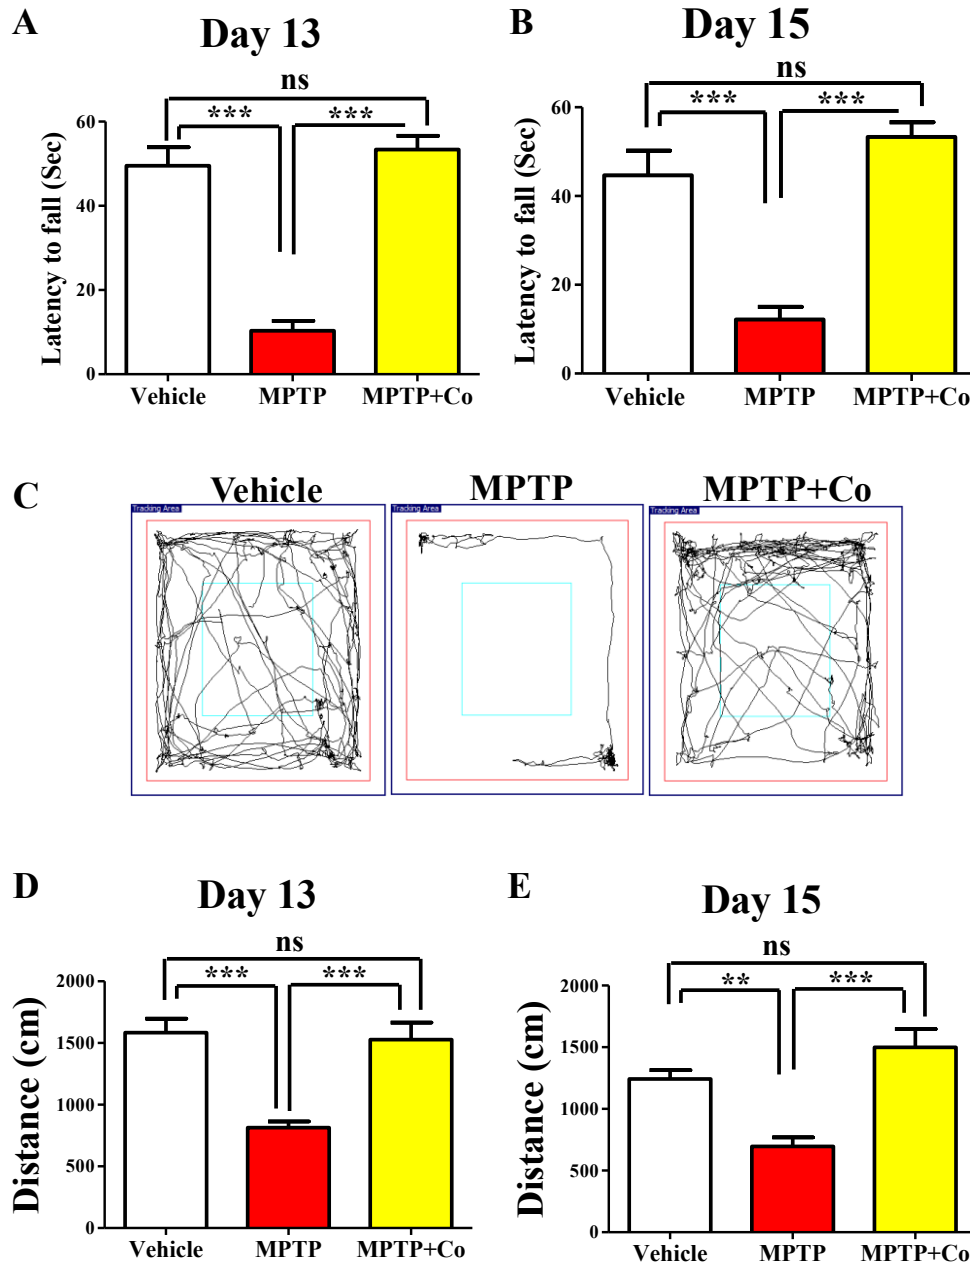 A
Day 13
ns
*** ***
Latency to fall (Sec)
60
40
20
0
Vehicle MPTP MPTP+Co
B
Day 15
ns
*** ***
Latency to fall (Sec)
60
40
20
0
Vehicle MPTP MPTP+Co
C
Vehicle MPTP MPTP+Co
Tracking Area Tracking Area Tracking Area
D
Day 13
ns
*** ***
Distance (cm)
2000
1500
1000
500
0
Vehicle MPTP MPTP+Co
E
Day 15
ns
** ***
Distance (cm)
2000
1500
1000
500
0
Vehicle MPTP MPTP+Co